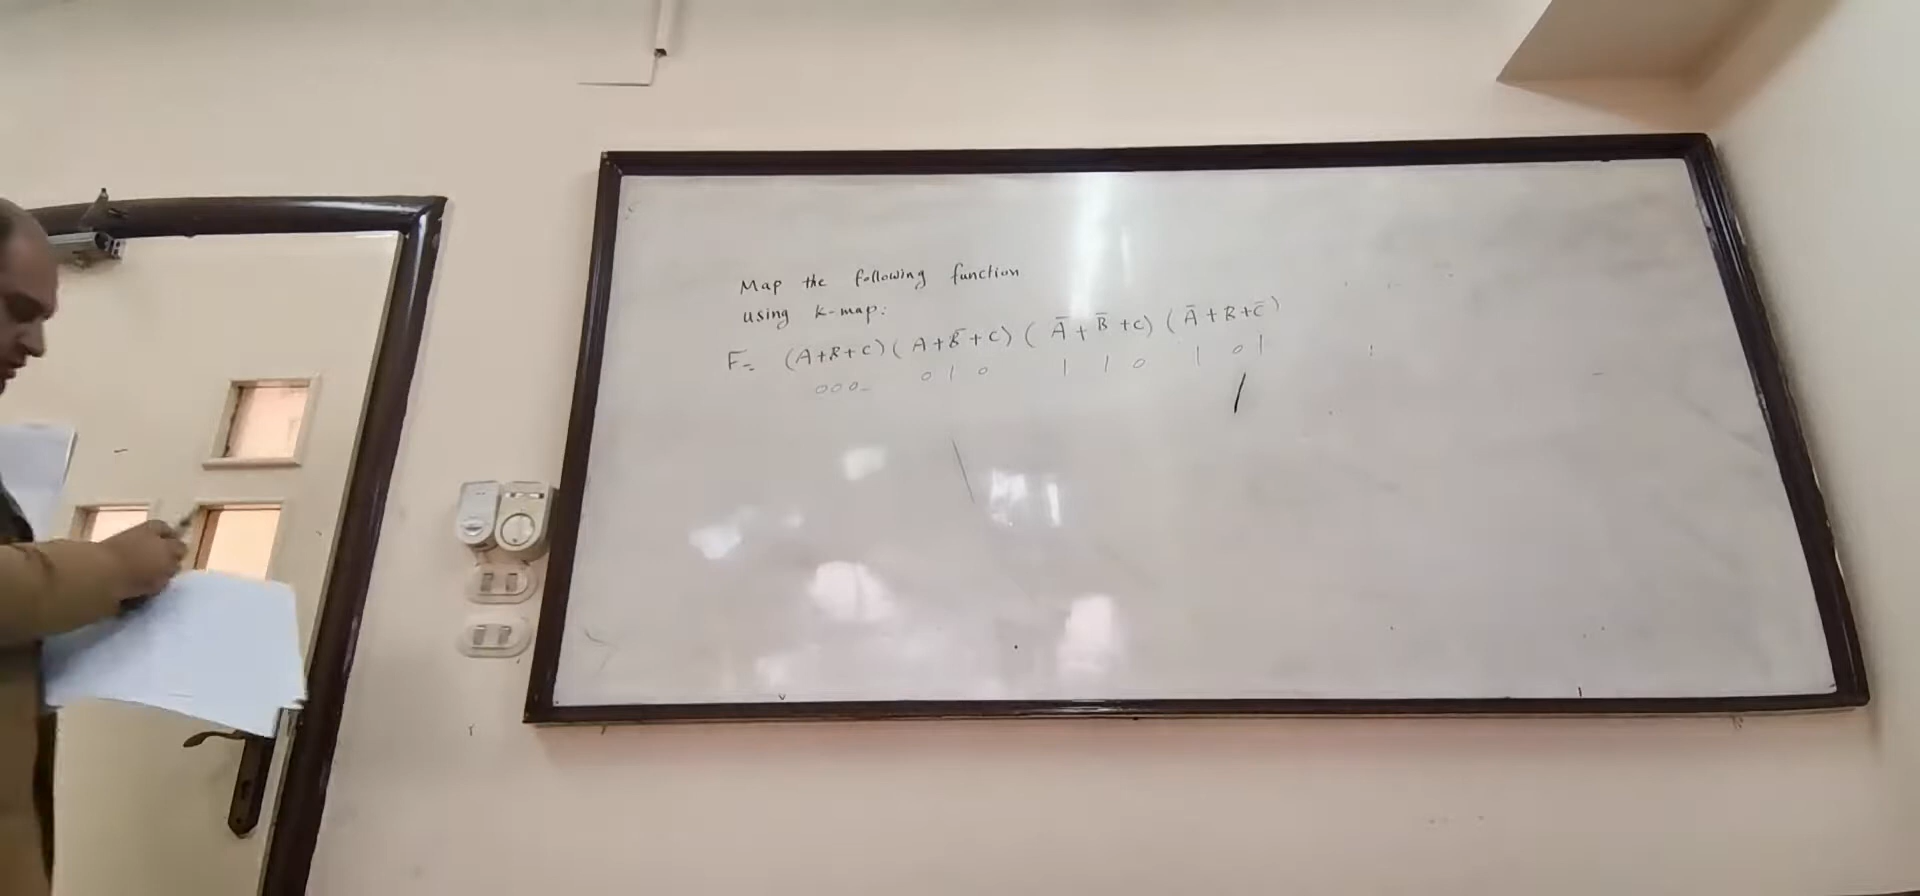 Map the following function
using k-map:
F= (A+B+C)(A+B̅+C)(A̅+B̅+C)(A̅+B+C̅)
000 010 110 101